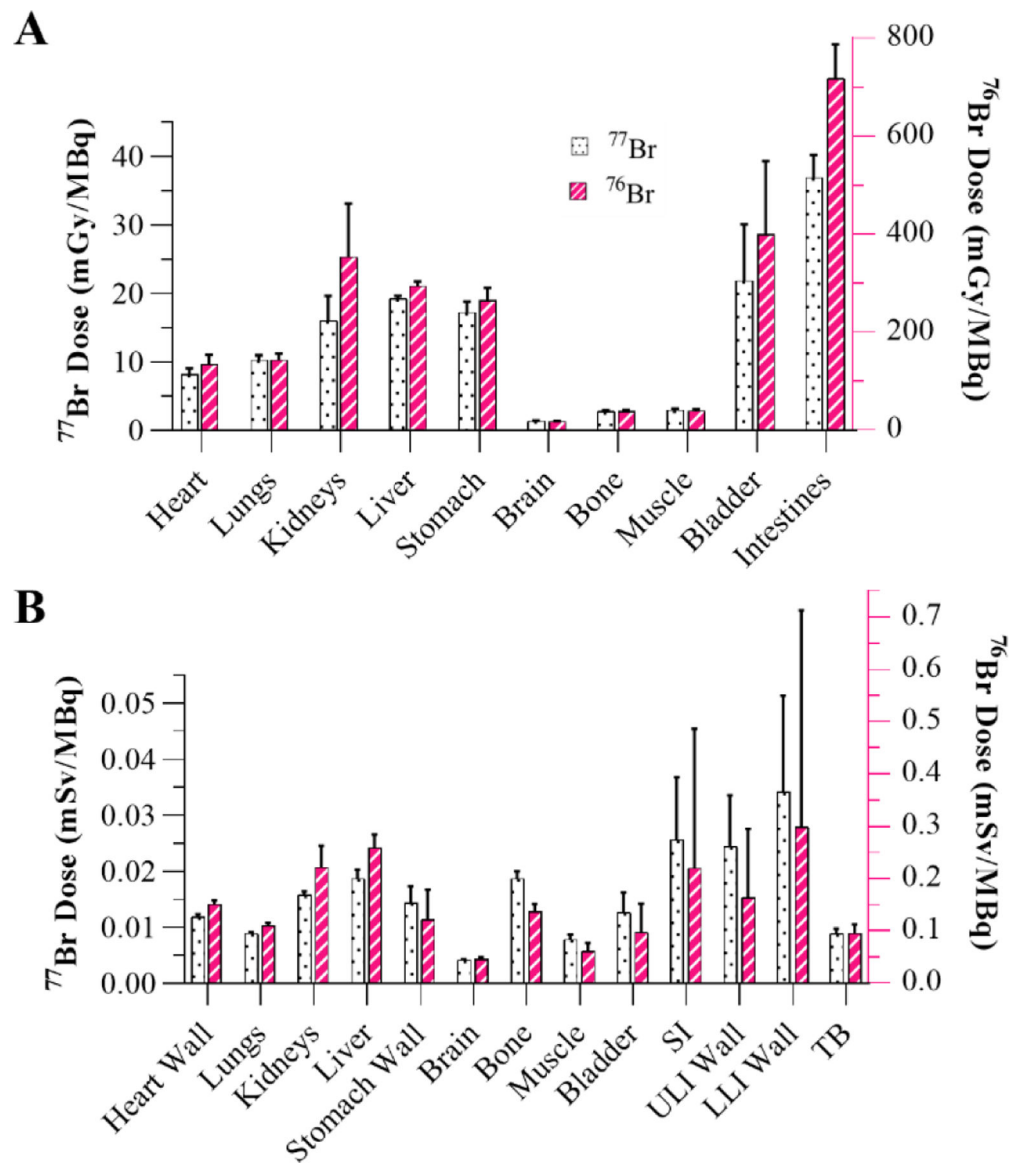 A
⁷⁷Br Dose (mGy/MBq)
40
30
20
10
0
⁷⁷Br
⁷⁶Br
800
600
400
200
0
⁷⁶Br Dose (mGy/MBq)
Heart
Lungs
Kidneys
Liver
Stomach
Brain
Bone
Muscle
Bladder
Intestines
B
⁷⁷Br Dose (mSv/MBq)
0.05
0.04
0.03
0.02
0.01
0.00
0.7
0.6
0.5
0.4
0.3
0.2
0.1
0.0
⁷⁶Br Dose (mSv/MBq)
Heart Wall
Lungs
Kidneys
Liver
Stomach Wall
Brain
Bone
Muscle
Bladder
SI
ULI Wall
LLI Wall
TB